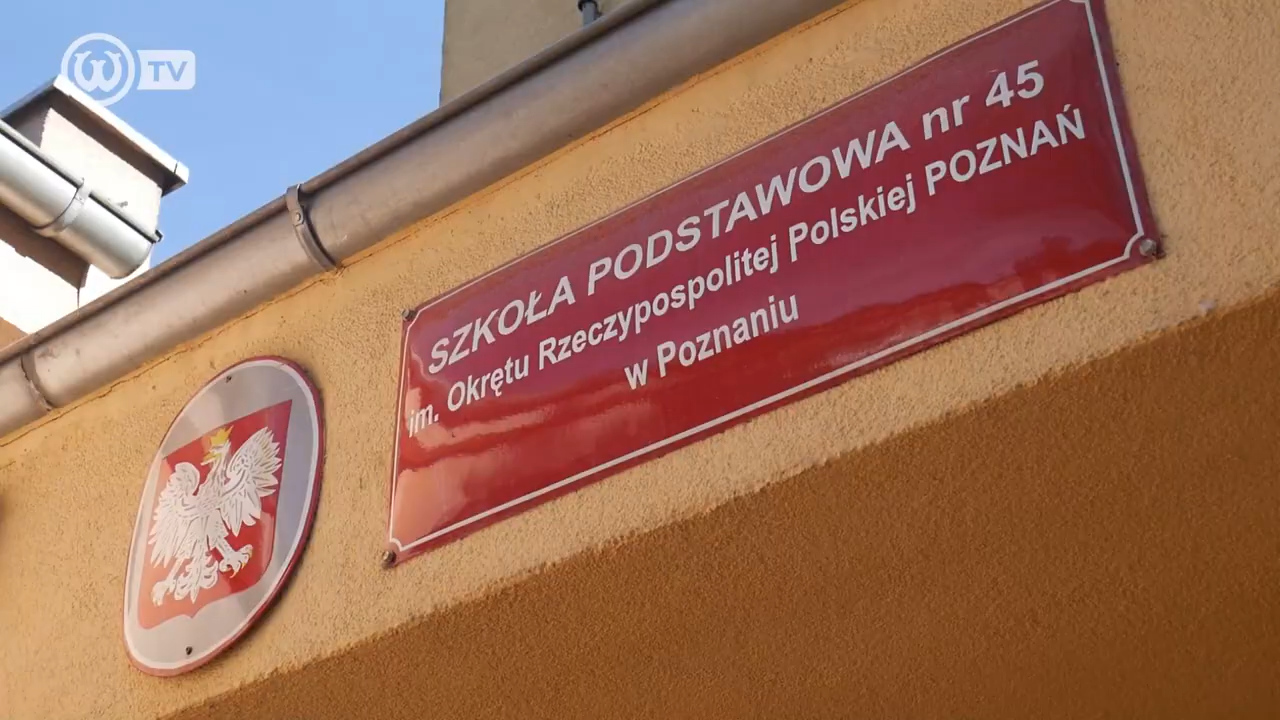 W TV
SZKOŁA PODSTAWOWA nr 45
im. Okrętu Rzeczypospolitej Polskiej POZNAŃ
w Poznaniu